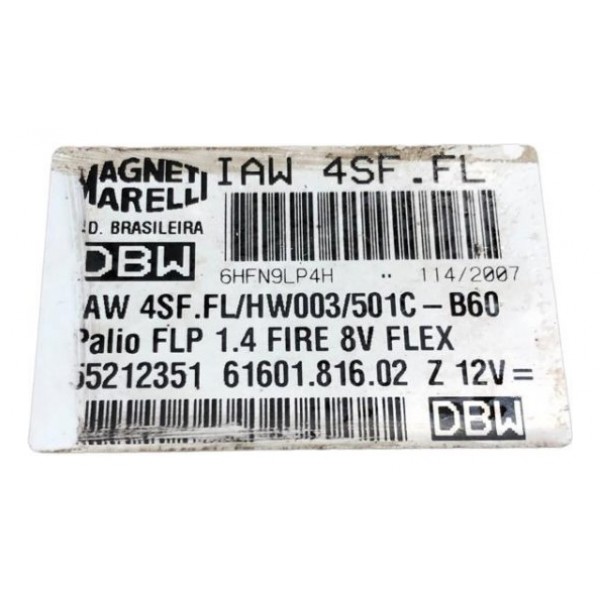 MAGNETI
MARELLI
IAW 4SF.FL
D. BRASILEIRA
DBW
6HFN9LP4H .. 114/2007
IAW 4SF.FL/HW003/501C-B60
Palio FLP 1.4 FIRE 8V FLEX
55212351 61601.816.02 Z 12V=
DBW